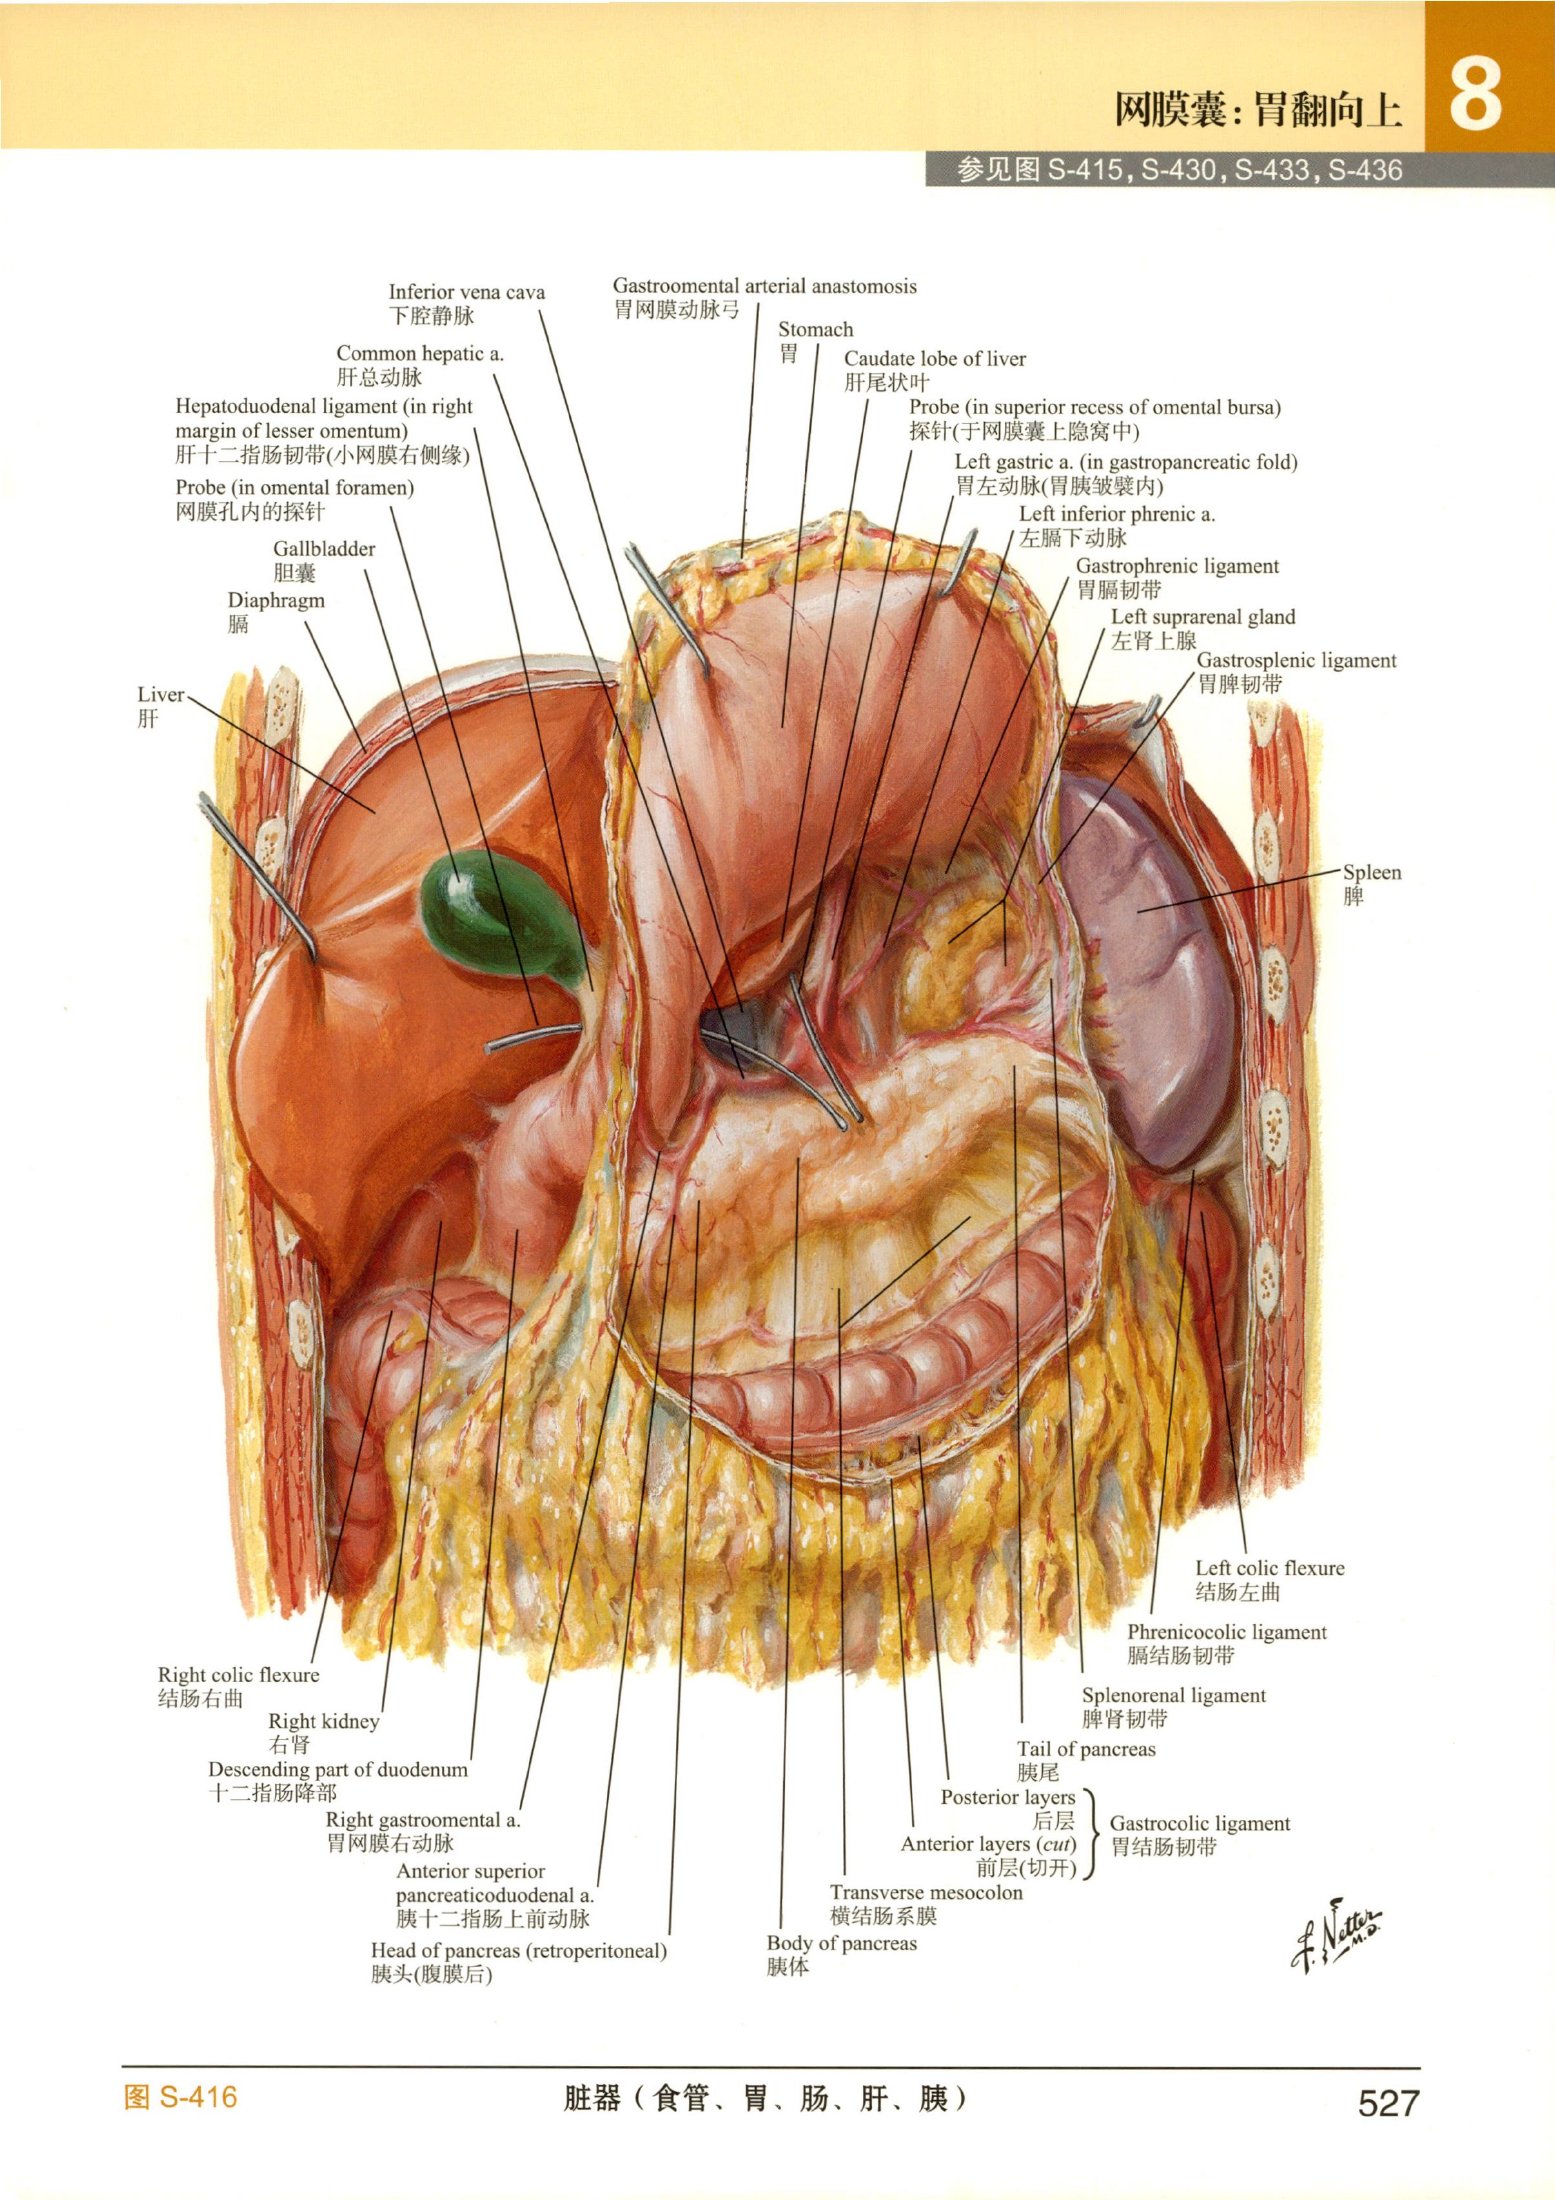 网膜囊：胃翻向上
8
参见图 S-415, S-430, S-433, S-436
Inferior vena cava
下腔静脉
Gastroomental arterial anastomosis
胃网膜动脉弓
Stomach
胃
Common hepatic a.
肝总动脉
Caudate lobe of liver
肝尾状叶
Hepatoduodenal ligament (in right
margin of lesser omentum)
肝十二指肠韧带(小网膜右侧缘)
Probe (in superior recess of omental bursa)
探针(于网膜囊上隐窝中)
Left gastric a. (in gastropancreatic fold)
胃左动脉(胃胰皱襞内)
Probe (in omental foramen)
网膜孔内的探针
Left inferior phrenic a.
左膈下动脉
Gallbladder
胆囊
Gastrophrenic ligament
胃膈韧带
Diaphragm
膈
Left suprarenal gland
左肾上腺
Gastrosplenic ligament
胃脾韧带
Liver
肝
Spleen
脾
Left colic flexure
结肠左曲
Phrenicocolic ligament
膈结肠韧带
Right colic flexure
结肠右曲
Splenorenal ligament
脾肾韧带
Right kidney
右肾
Tail of pancreas
胰尾
Descending part of duodenum
十二指肠降部
Posterior layers
后层
Anterior layers (cut)
前层(切开)
Gastrocolic ligament
胃结肠韧带
Right gastroomental a.
胃网膜右动脉
Anterior superior
pancreaticoduodenal a.
胰十二指肠上前动脉
Transverse mesocolon
横结肠系膜
Head of pancreas (retroperitoneal)
胰头(腹膜后)
Body of pancreas
胰体
F. Netter
M.D.
图 S-416
脏器（食管、胃、肠、肝、胰）
527